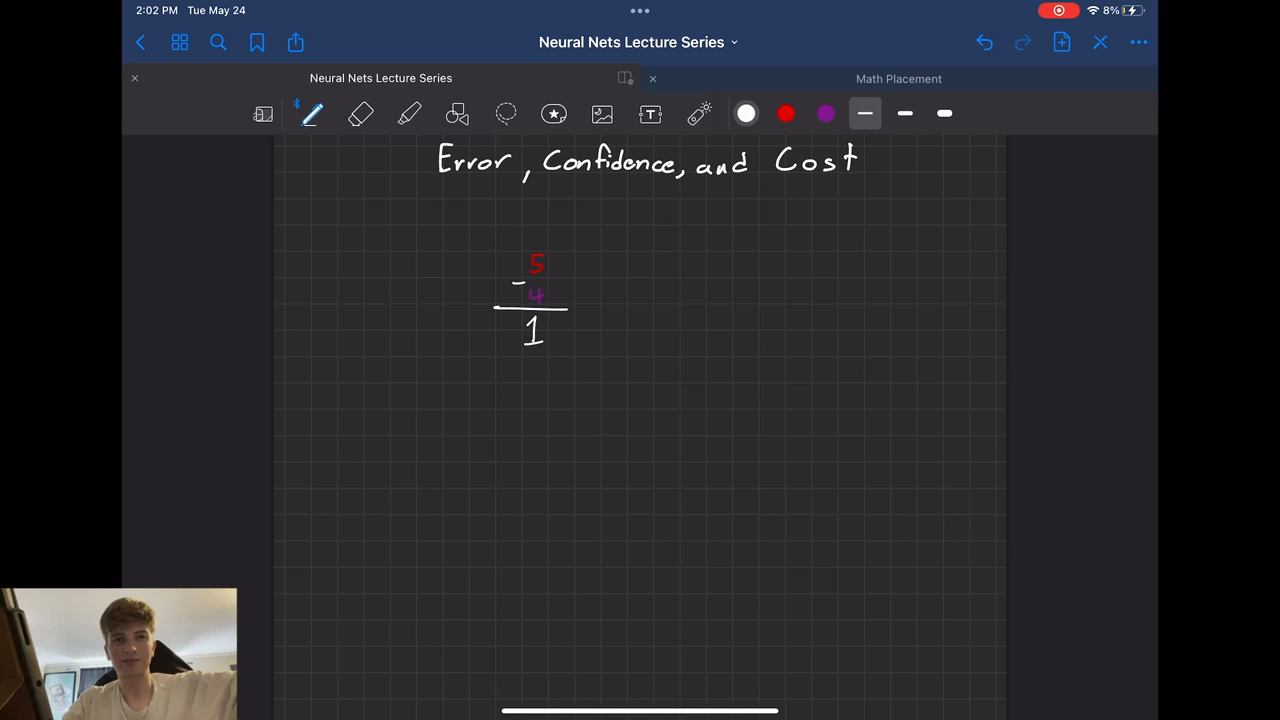 2:02 PM Tue May 24
8%
Neural Nets Lecture Series
Neural Nets Lecture Series
Math Placement
T
Error, Confidence, and Cost
5
- 4
1